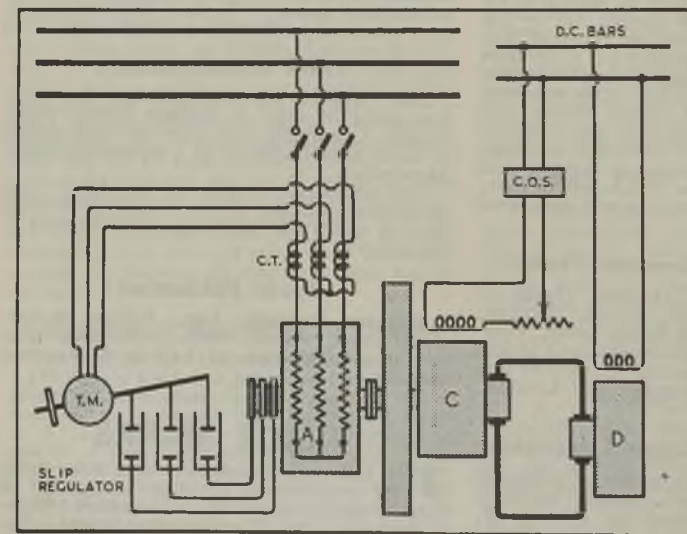 D.C. BARS
C.O.S.
C.T.
T.M.
A
C
D
SLIP
REGULATOR